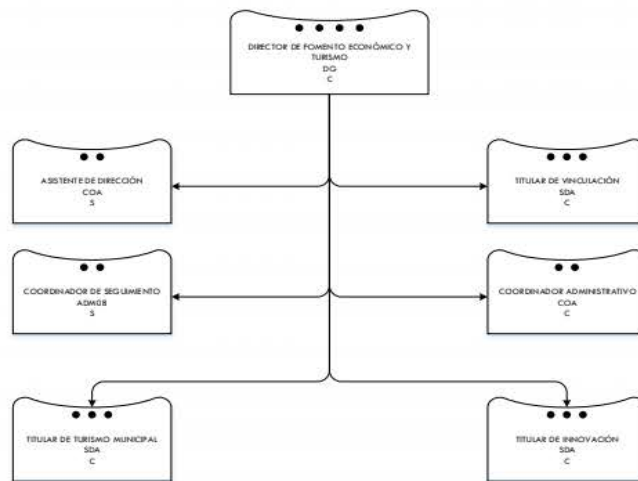 DIRECTOR DE FOMENTO ECONÓMICO Y
TURISMO
DG
C
ASISTENTE DE DIRECCIÓN
COA
S
TITULAR DE VINCULACIÓN
SDA
C
COORDINADOR DE SEGUIMIENTO
ADM08
S
COORDINADOR ADMINISTRATIVO
COA
C
TITULAR DE TURISMO MUNICIPAL
SDA
C
TITULAR DE INNOVACIÓN
SDA
C